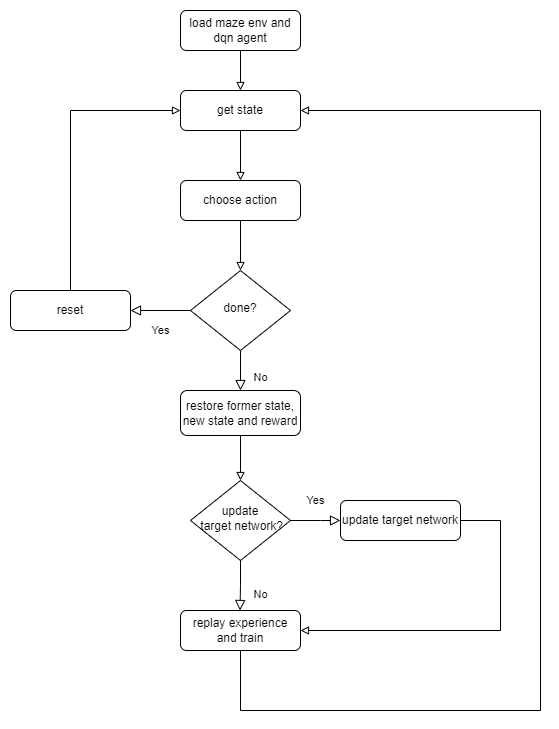 load maze env and
dqn agent
get state
choose action
done?
reset
Yes
No
restore former state,
new state and reward
Yes
update
target network?
update target network
No
replay experience
and train